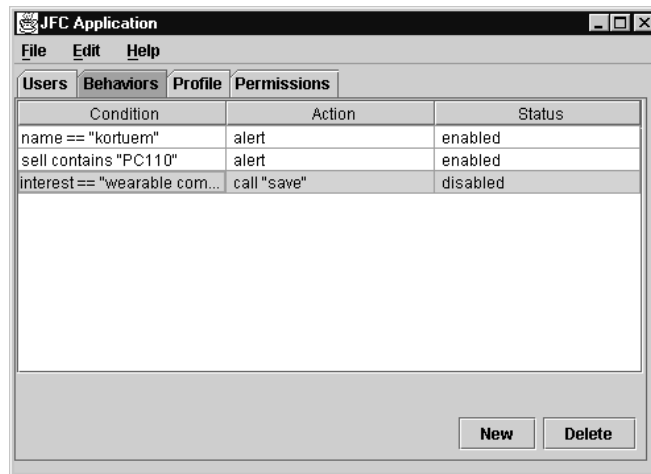 JFC Application
File Edit Help
Users Behaviors Profile Permissions
Condition Action Status
name == "kortuem" alert enabled
sell contains "PC110" alert enabled
interest == "wearable com... call "save" disabled
New Delete